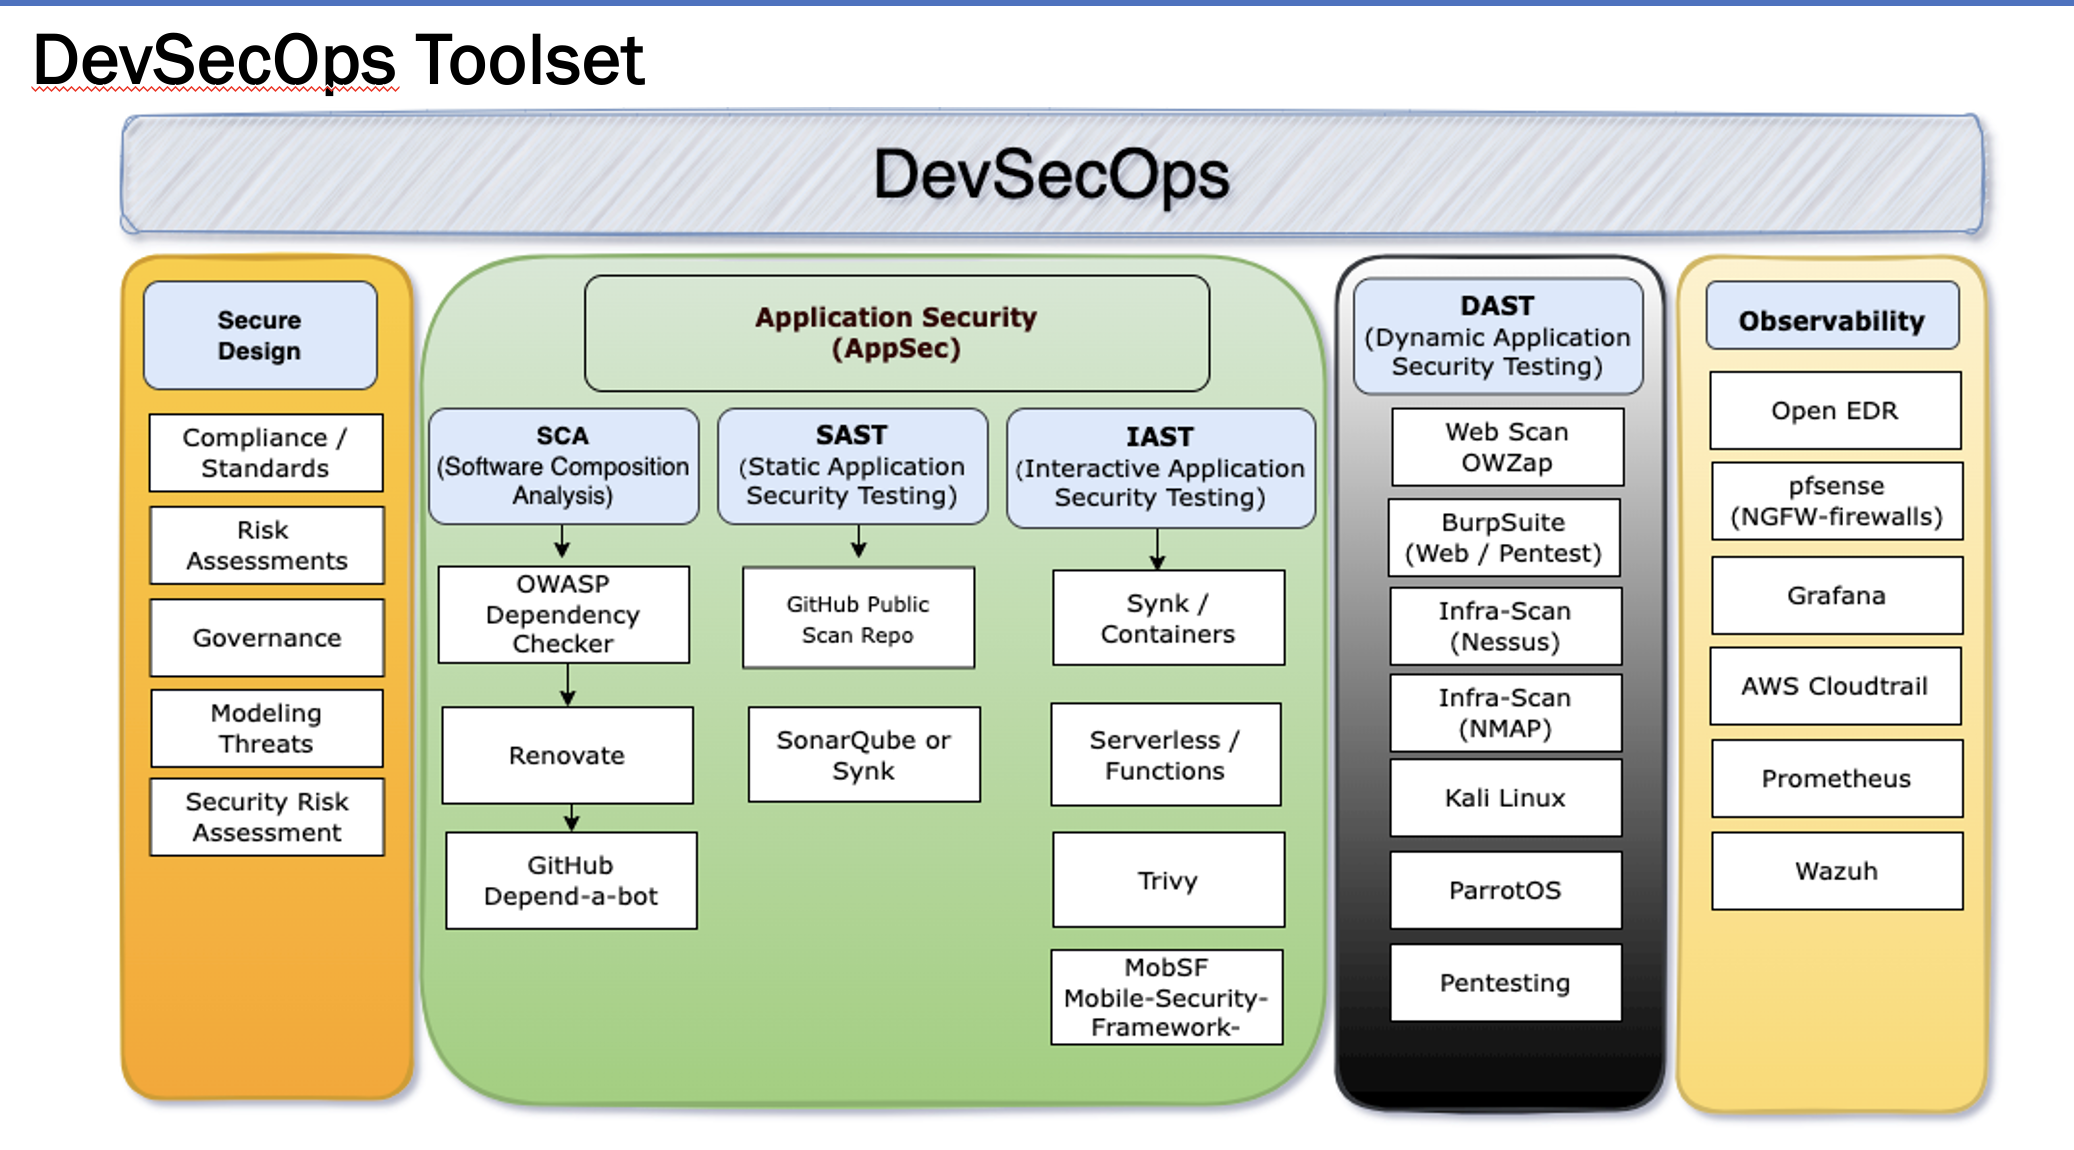 DevSecOps Toolset
DevSecOps
Secure
Design
Compliance /
Standards
Risk
Assessments
Governance
Modeling
Threats
Security Risk
Assessment
Application Security
(AppSec)
SCA
(Software Composition
Analysis)
OWASP
Dependency
Checker
Renovate
GitHub
Depend-a-bot
SAST
(Static Application
Security Testing)
GitHub Public
Scan Repo
SonarQube or
Synk
IAST
(Interactive Application
Security Testing)
Synk /
Containers
Serverless /
Functions
Trivy
MobSF
Mobile-Security-
Framework-
DAST
(Dynamic Application
Security Testing)
Web Scan
OWZap
BurpSuite
(Web / Pentest)
Infra-Scan
(Nessus)
Infra-Scan
(NMAP)
Kali Linux
ParrotOS
Pentesting
Observability
Open EDR
pfsense
(NGFW-firewalls)
Grafana
AWS Cloudtrail
Prometheus
Wazuh